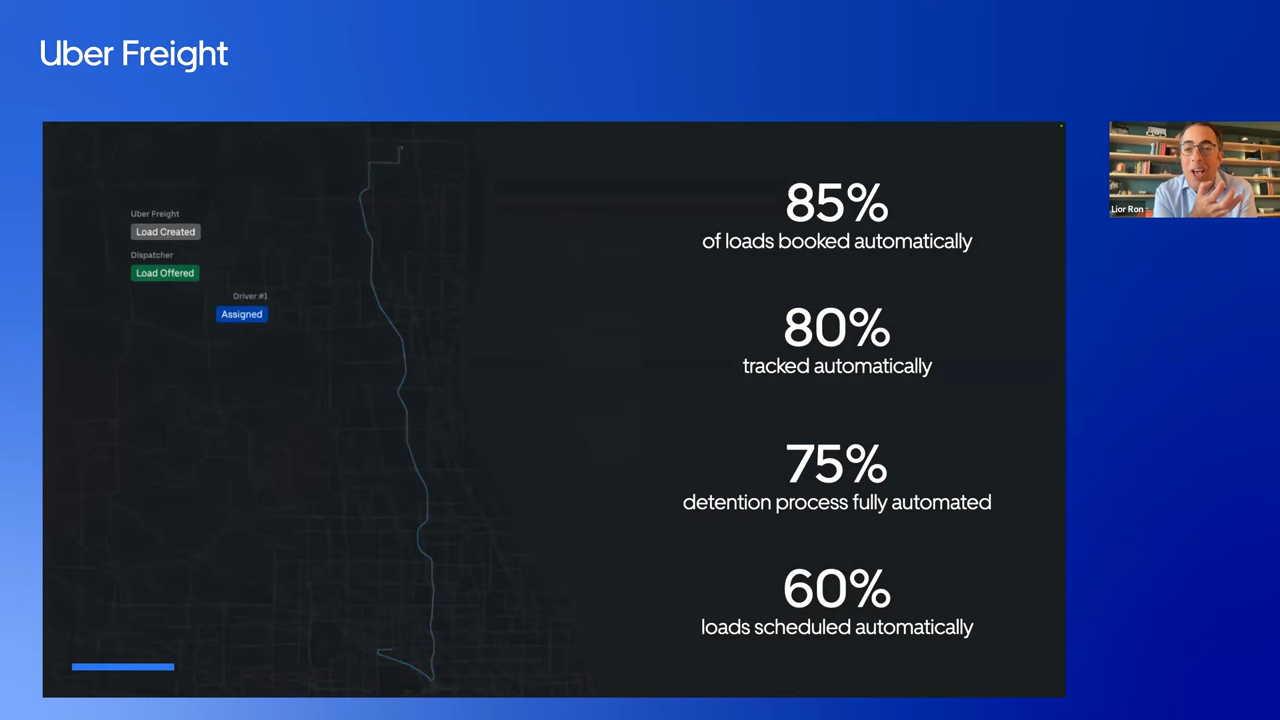 Uber Freight
Uber Freight
Load Created
Dispatcher
Load Offered
Driver #1
Assigned
85%
of loads booked automatically
80%
tracked automatically
75%
detention process fully automated
60%
loads scheduled automatically
Lior Ron